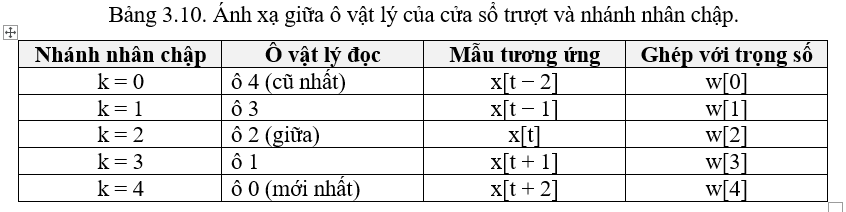 Bảng 3.10. Ánh xạ giữa ô vật lý của cửa sổ trượt và nhánh nhân chập.
Nhánh nhân chập Ô vật lý đọc Mẫu tương ứng Ghép với trọng số
k = 0 ô 4 (cũ nhất) x[t − 2] w[0]
k = 1 ô 3 x[t − 1] w[1]
k = 2 ô 2 (giữa) x[t] w[2]
k = 3 ô 1 x[t + 1] w[3]
k = 4 ô 0 (mới nhất) x[t + 2] w[4]